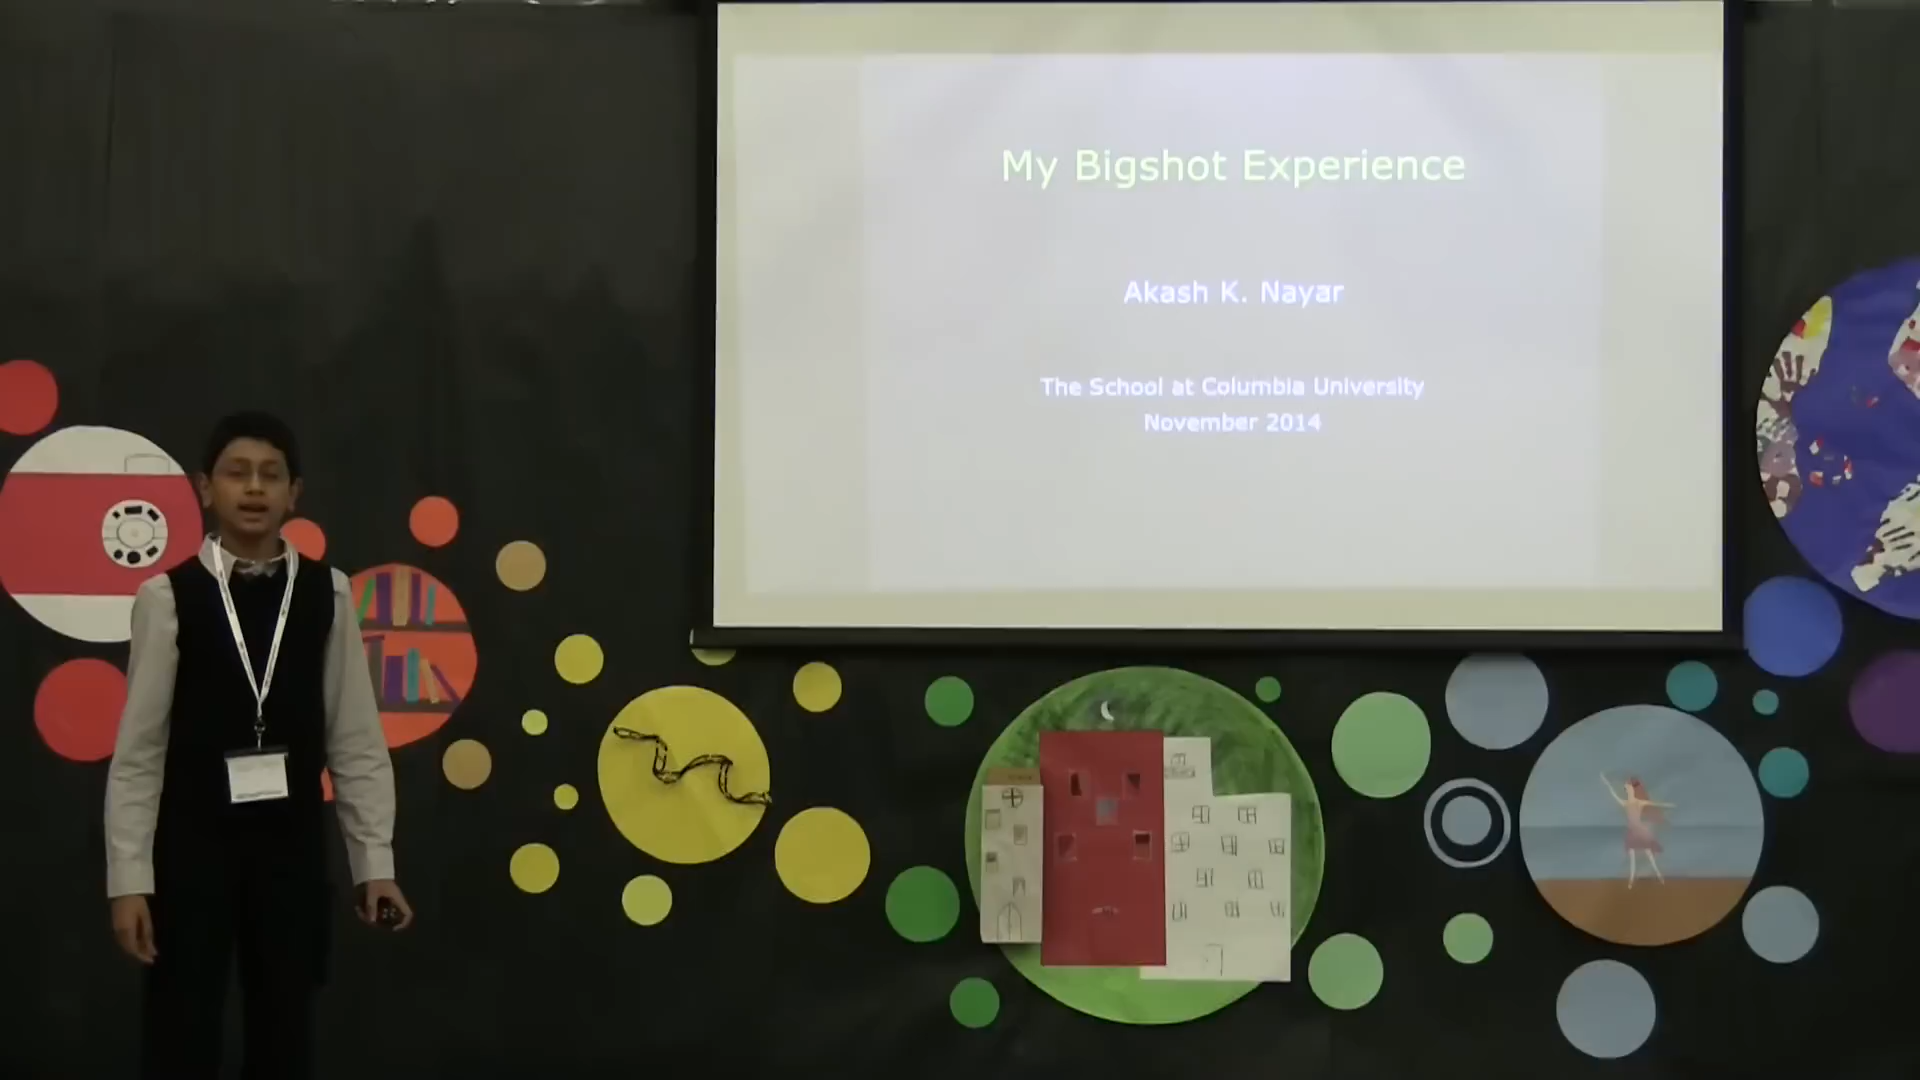 My Bigshot Experience
Akash K. Nayar
The School at Columbia University
November 2014